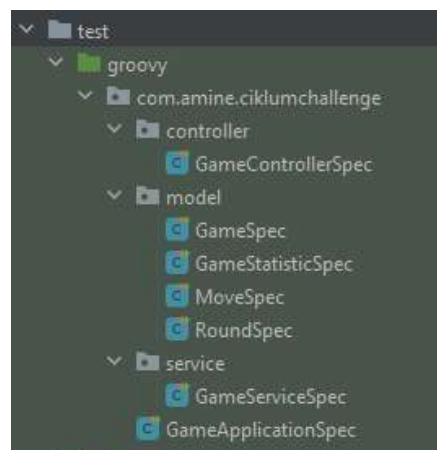 test
groovy
com.amine.ciklumchallenge
controller
GameControllerSpec
model
GameSpec
GameStatisticSpec
MoveSpec
RoundSpec
service
GameServiceSpec
GameApplicationSpec